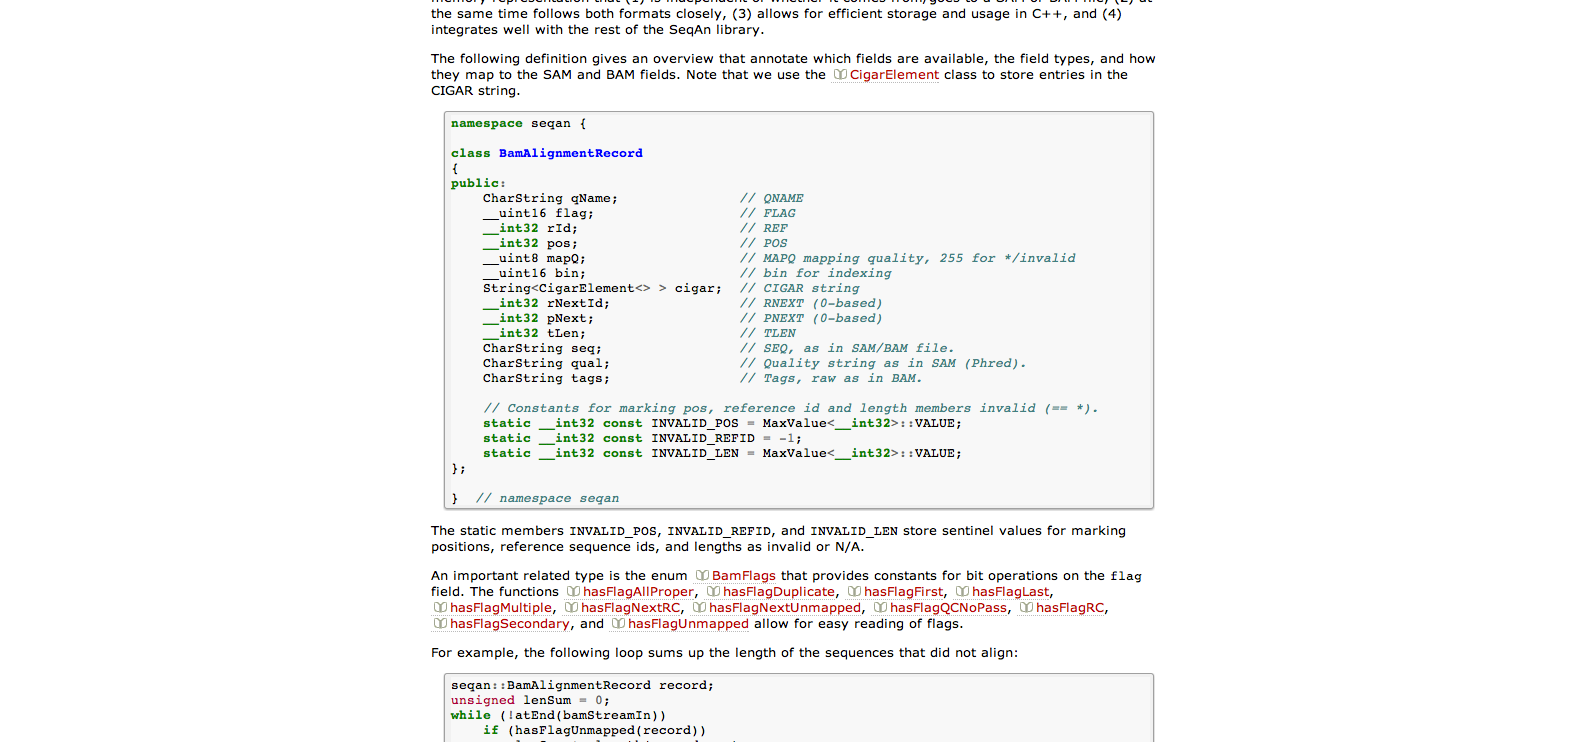 the same time follows both formats closely, (3) allows for efficient storage and usage in C++, and (4)
integrates well with the rest of the SeqAn library.
The following definition gives an overview that annotate which fields are available, the field types, and how
they map to the SAM and BAM fields. Note that we use the CigarElement class to store entries in the
CIGAR string.
namespace seqan {
class BamAlignmentRecord
{
public:
CharString qName; // QNAME
__uint16 flag; // FLAG
__int32 rId; // REF
__int32 pos; // POS
__uint8 mapQ; // MAPQ mapping quality, 255 for */invalid
__uint16 bin; // bin for indexing
String<CigarElement<> > cigar; // CIGAR string
__int32 rNextId; // RNEXT (0-based)
__int32 pNext; // PNEXT (0-based)
__int32 tLen; // TLEN
CharString seq; // SEQ, as in SAM/BAM file.
CharString qual; // Quality string as in SAM (Phred).
CharString tags; // Tags, raw as in BAM.
// Constants for marking pos, reference id and length members invalid (== *).
static __int32 const INVALID_POS = MaxValue<__int32>::VALUE;
static __int32 const INVALID_REFID = -1;
static __int32 const INVALID_LEN = MaxValue<__int32>::VALUE;
};
} // namespace seqan
The static members INVALID_POS, INVALID_REFID, and INVALID_LEN store sentinel values for marking
positions, reference sequence ids, and lengths as invalid or N/A.
An important related type is the enum BamFlags that provides constants for bit operations on the flag
field. The functions hasFlagAllProper, hasFlagDuplicate, hasFlagFirst, hasFlagLast,
hasFlagMultiple, hasFlagNextRC, hasFlagNextUnmapped, hasFlagQCNoPass, hasFlagRC,
hasFlagSecondary, and hasFlagUnmapped allow for easy reading of flags.
For example, the following loop sums up the length of the sequences that did not align:
seqan::BamAlignmentRecord record;
unsigned lenSum = 0;
while (!atEnd(bamStreamIn))
if (hasFlagUnmapped(record))